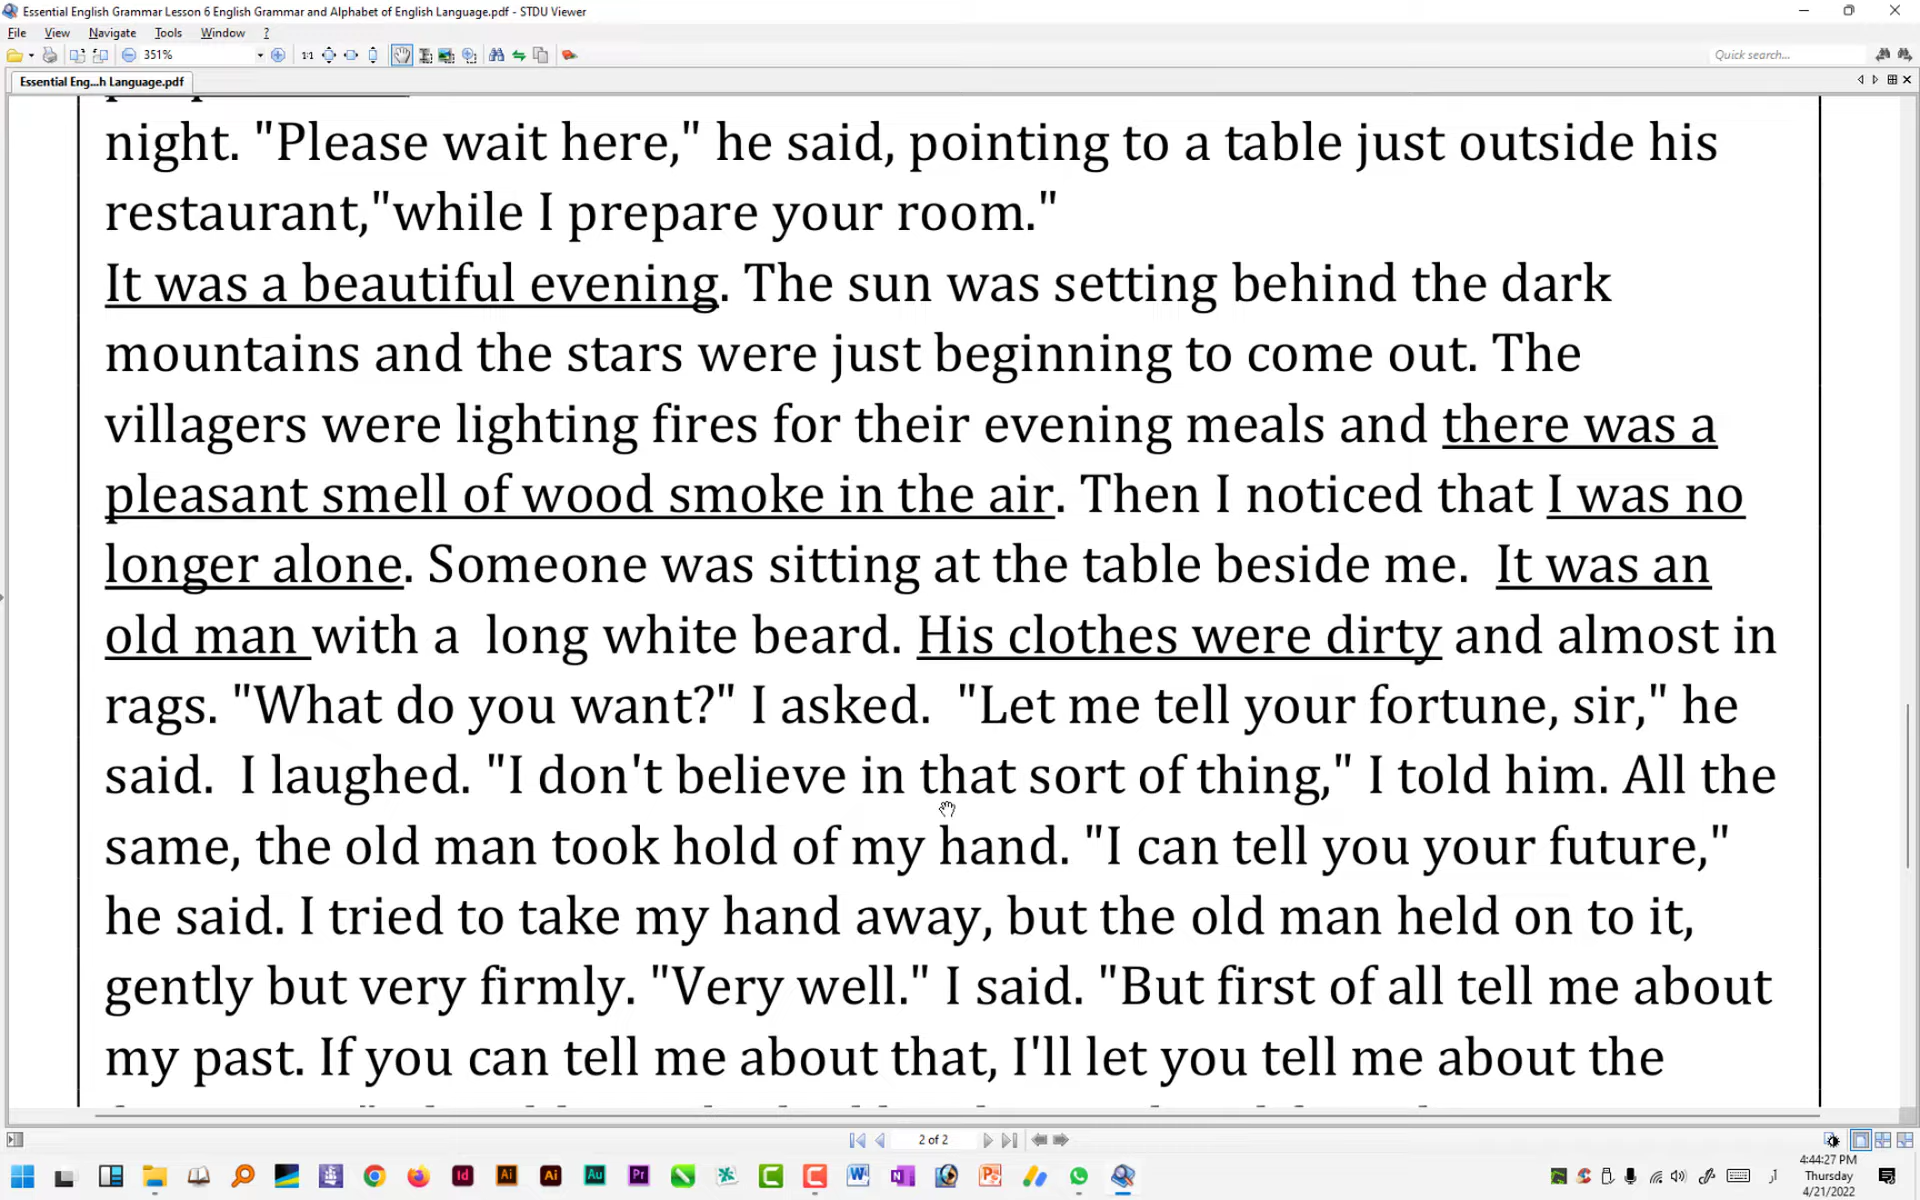 Essential English Grammar Lesson 6 English Grammar and Alphabet of English Language.pdf - STDU Viewer
File View Navigate Tools Window ?
351% 1:1 Quick search...
Essential Eng...h Language.pdf
night. "Please wait here," he said, pointing to a table just outside his
restaurant,"while I prepare your room."
It was a beautiful evening. The sun was setting behind the dark
mountains and the stars were just beginning to come out. The
villagers were lighting fires for their evening meals and there was a
pleasant smell of wood smoke in the air. Then I noticed that I was no
longer alone. Someone was sitting at the table beside me.  It was an
old man with a  long white beard. His clothes were dirty and almost in
rags. "What do you want?" I asked.  "Let me tell your fortune, sir," he
said.  I laughed. "I don't believe in that sort of thing," I told him. All the
same, the old man took hold of my hand. "I can tell you your future,"
he said. I tried to take my hand away, but the old man held on to it,
gently but very firmly. "Very well." I said. "But first of all tell me about
my past. If you can tell me about that, I'll let you tell me about the
2 of 2
Id Ai Ai Au Pr
4:44:27 PM
Thursday
4/21/2022